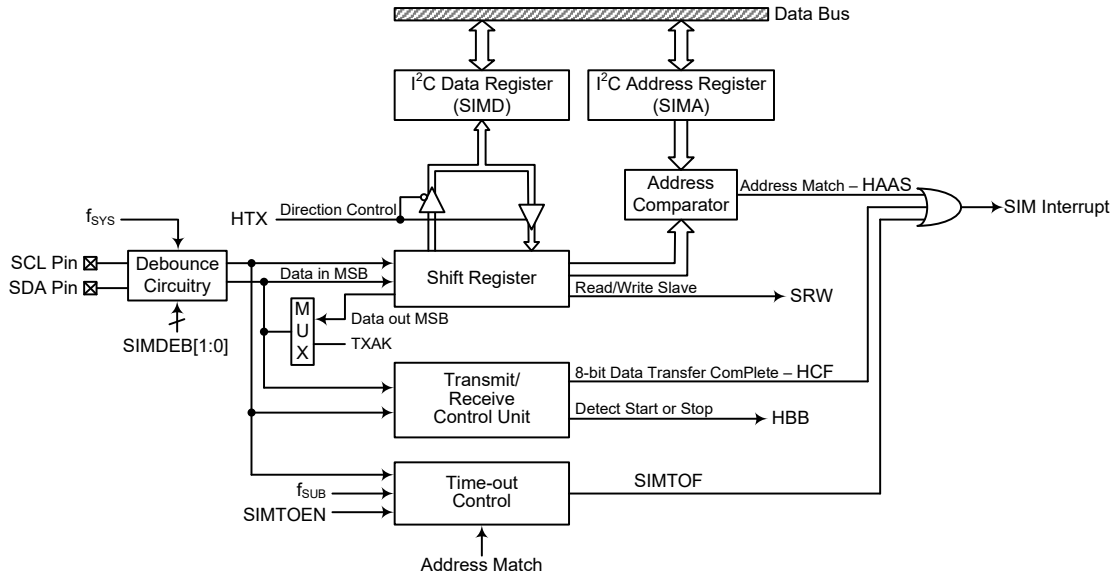 Data Bus
I²C Data Register
(SIMD)
I²C Address Register
(SIMA)
Address
Comparator
Address Match – HAAS
SIM Interrupt
HTX
Direction Control
fSYS
SCL Pin
SDA Pin
Debounce
Circuitry
SIMDEB[1:0]
Data in MSB
Shift Register
Read/Write Slave
SRW
M
U
X
Data out MSB
TXAK
Transmit/
Receive
Control Unit
8-bit Data Transfer ComPlete – HCF
Detect Start or Stop
HBB
Time-out
Control
fSUB
SIMTOEN
SIMTOF
Address Match